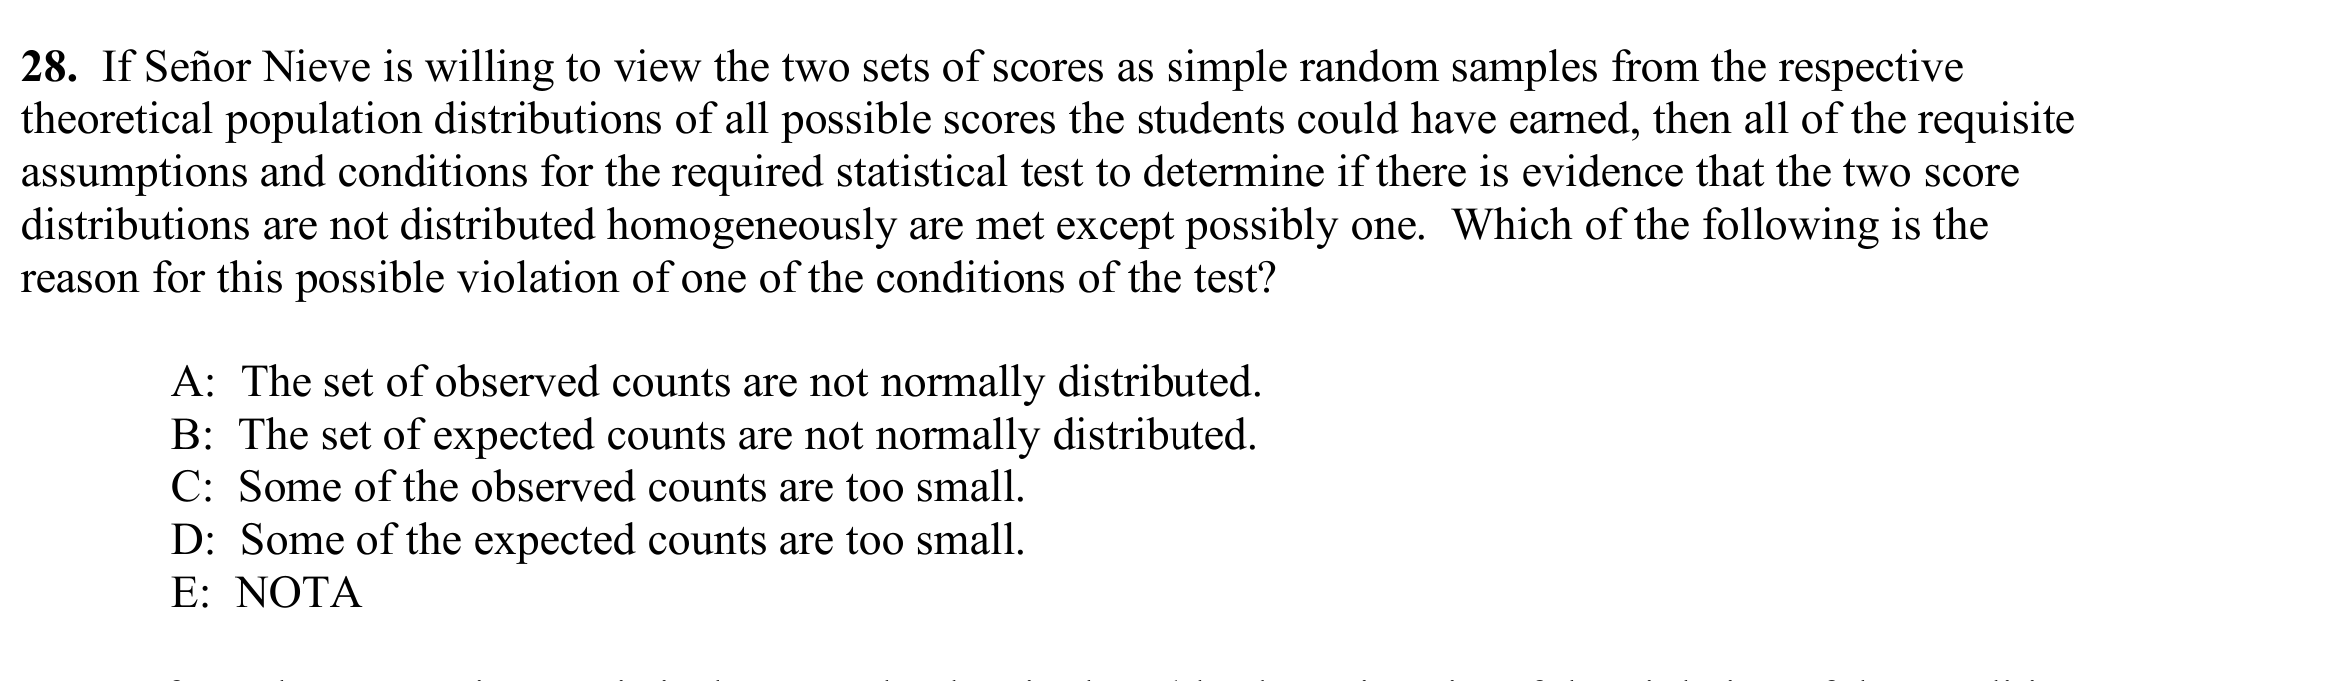 28. If Señor Nieve is willing to view the two sets of scores as simple random samples from the respective
theoretical population distributions of all possible scores the students could have earned, then all of the requisite
assumptions and conditions for the required statistical test to determine if there is evidence that the two score
distributions are not distributed homogeneously are met except possibly one. Which of the following is the
reason for this possible violation of one of the conditions of the test?
A: The set of observed counts are not normally distributed.
B: The set of expected counts are not normally distributed.
C: Some of the observed counts are too small.
D: Some of the expected counts are too small.
E: NOTA